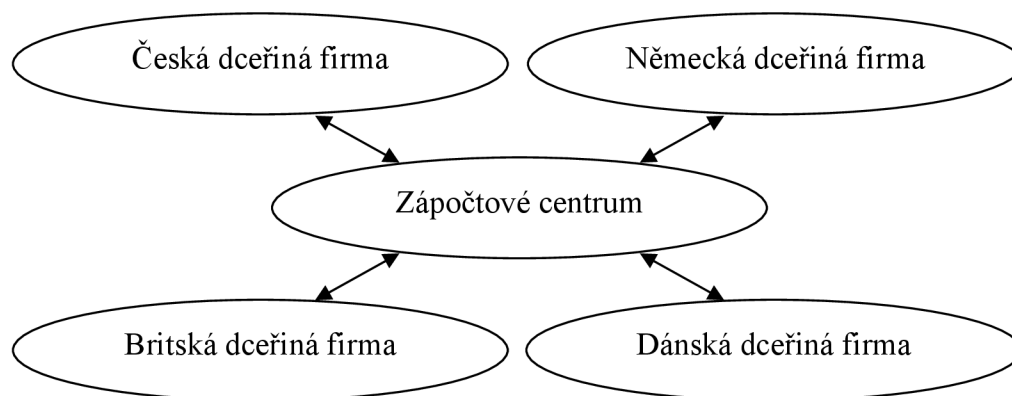 Česká dceřiná firma
Německá dceřiná firma
Zápočtové centrum
Britská dceřiná firma
Dánská dceřiná firma